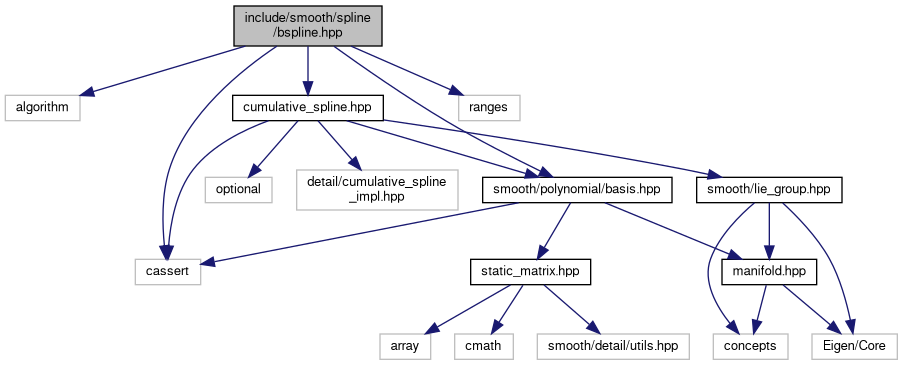 include/smooth/spline
/bspline.hpp
algorithm
cumulative_spline.hpp
ranges
optional
detail/cumulative_spline
_impl.hpp
smooth/polynomial/basis.hpp
smooth/lie_group.hpp
cassert
static_matrix.hpp
manifold.hpp
array
cmath
smooth/detail/utils.hpp
concepts
Eigen/Core